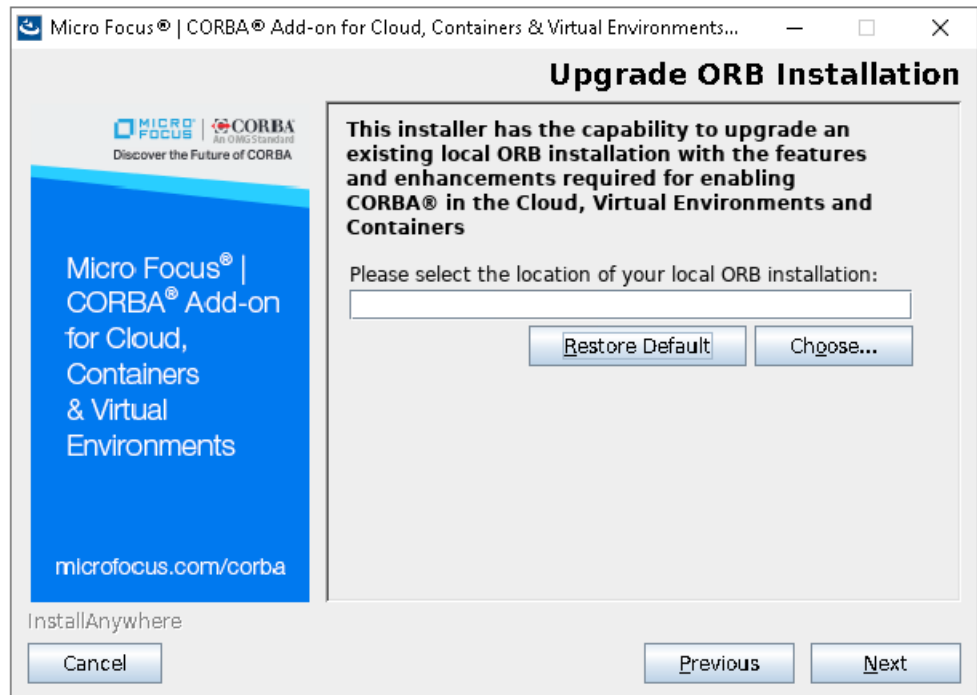 Micro Focus® | CORBA® Add-on for Cloud, Containers & Virtual Environments...
Upgrade ORB Installation
MICRO FOCUS | CORBA
An OMG Standard
Discover the Future of CORBA
Micro Focus® |
CORBA® Add-on
for Cloud,
Containers
& Virtual
Environments
microfocus.com/corba
This installer has the capability to upgrade an
existing local ORB installation with the features
and enhancements required for enabling
CORBA® in the Cloud, Virtual Environments and
Containers
Please select the location of your local ORB installation:
Restore Default
Choose...
InstallAnywhere
Cancel
Previous
Next